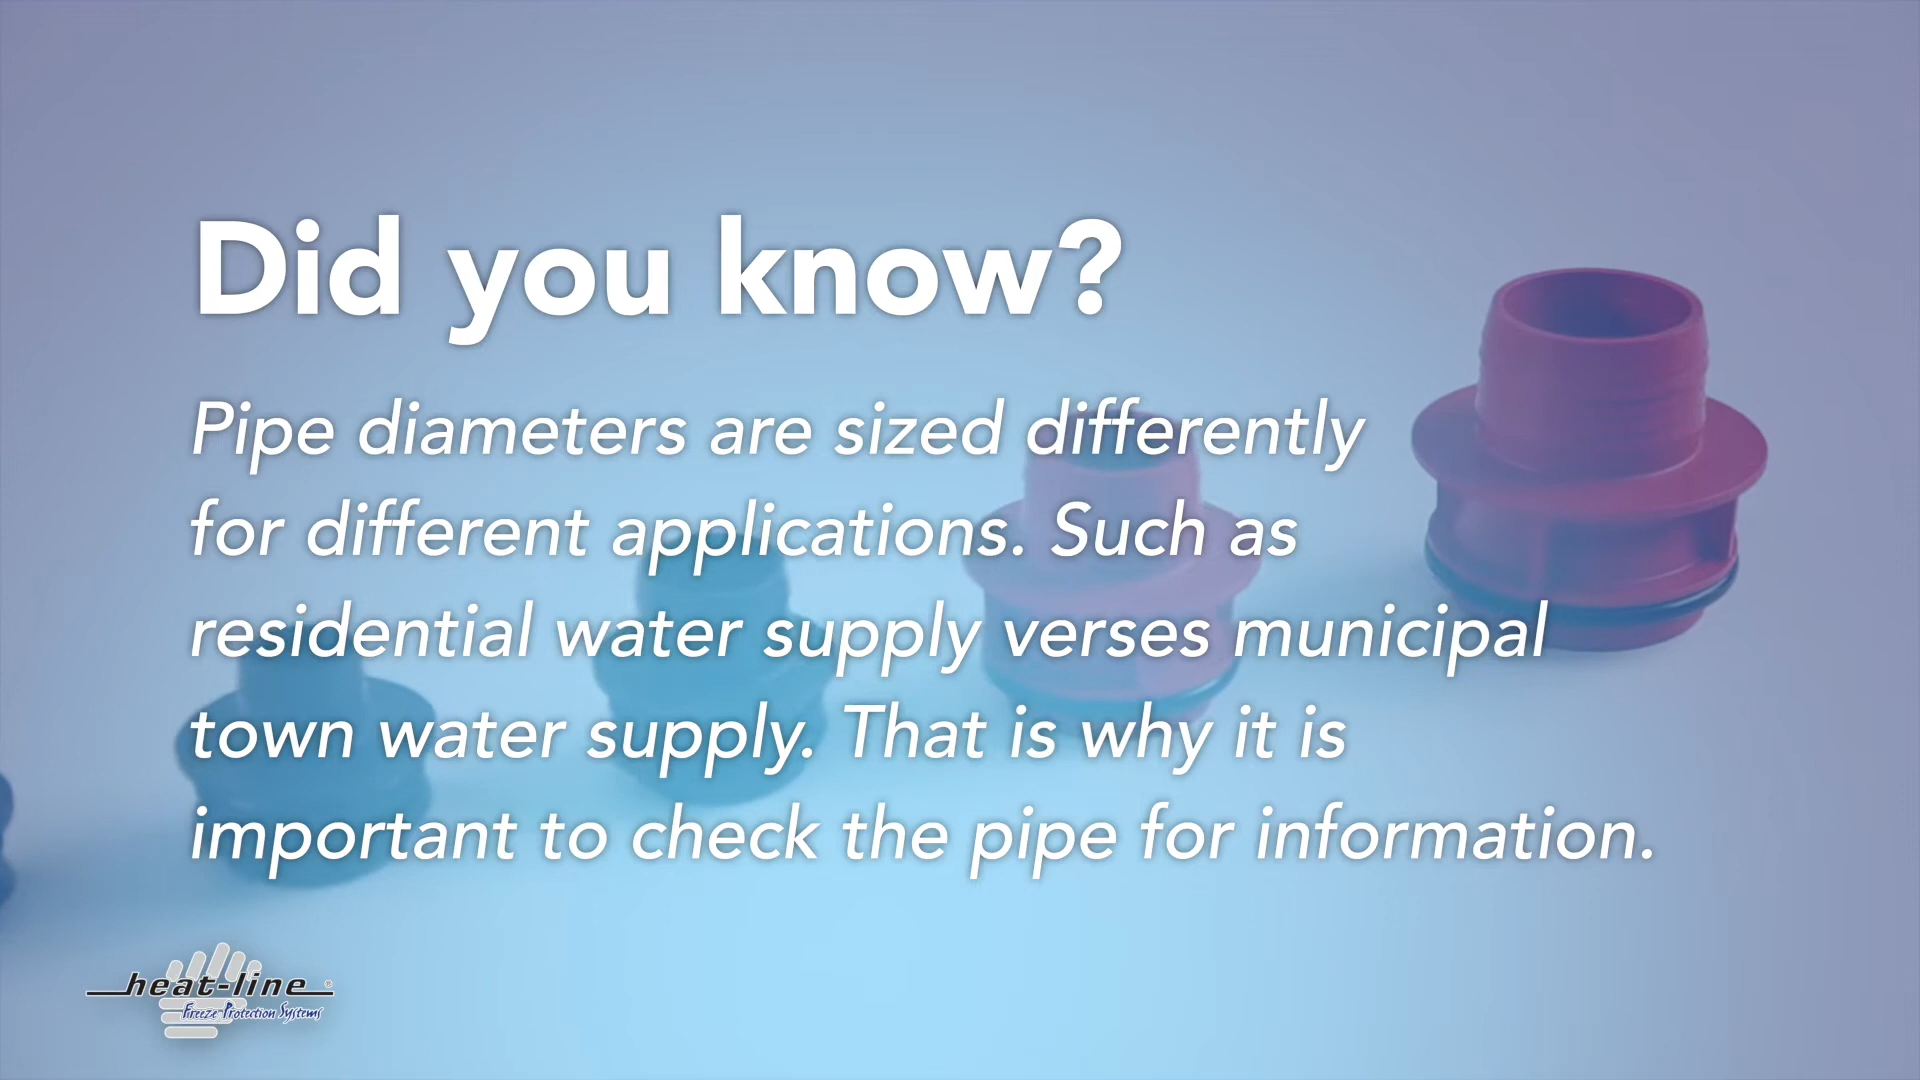 Did you know?
Pipe diameters are sized differently
for different applications. Such as
residential water supply verses municipal
town water supply. That is why it is
important to check the pipe for information.
heat-line®
Freeze Protection Systems